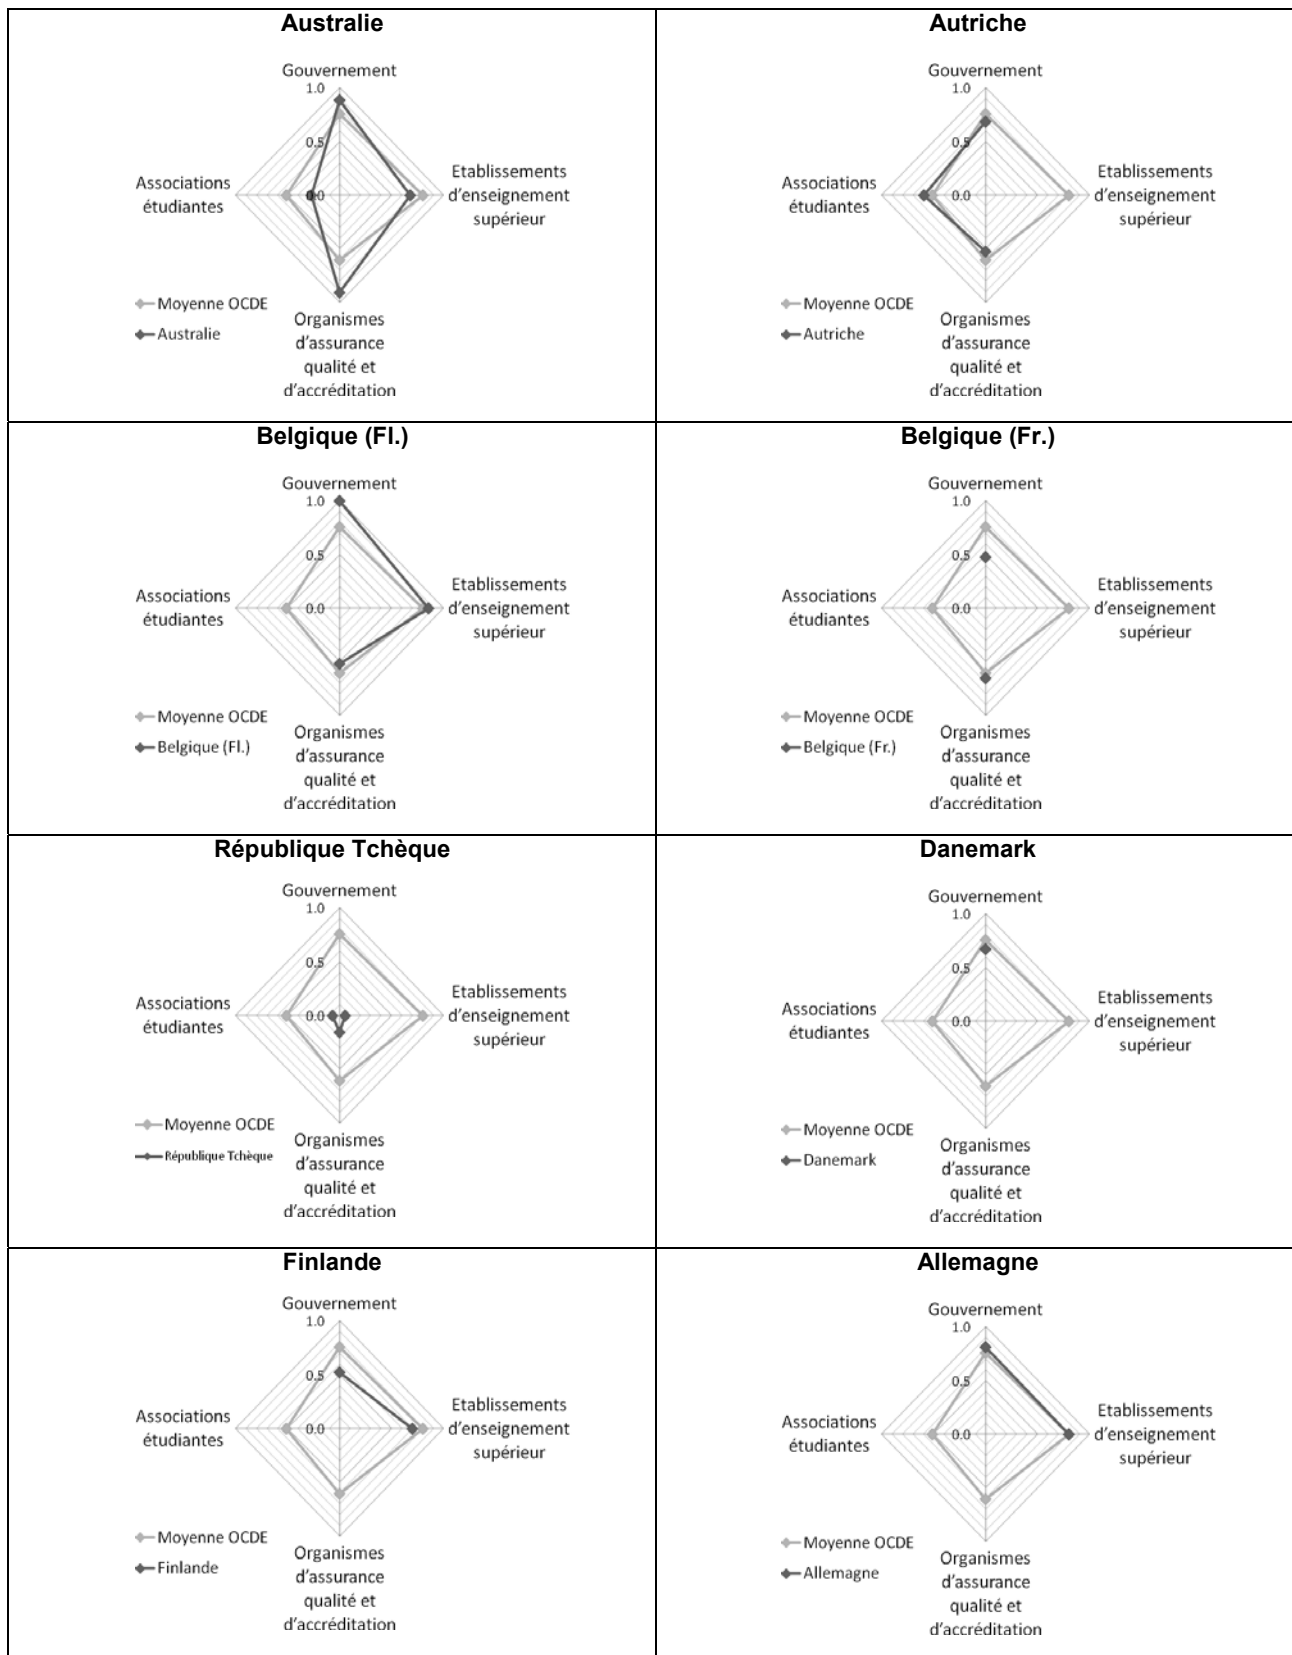 Australie
Gouvernement
1.0
0.5
0.0
Associations
étudiantes
Etablissements
d'enseignement
supérieur
Moyenne OCDE
Australie
Organismes
d'assurance
qualité et
d'accréditation
Autriche
Gouvernement
1.0
0.5
0.0
Associations
étudiantes
Etablissements
d'enseignement
supérieur
Moyenne OCDE
Autriche
Organismes
d'assurance
qualité et
d'accréditation
Belgique (Fl.)
Gouvernement
1.0
0.5
0.0
Associations
étudiantes
Etablissements
d'enseignement
supérieur
Moyenne OCDE
Belgique (Fl.)
Organismes
d'assurance
qualité et
d'accréditation
Belgique (Fr.)
Gouvernement
1.0
0.5
0.0
Associations
étudiantes
Etablissements
d'enseignement
supérieur
Moyenne OCDE
Belgique (Fr.)
Organismes
d'assurance
qualité et
d'accréditation
République Tchèque
Gouvernement
1.0
0.5
0.0
Associations
étudiantes
Etablissements
d'enseignement
supérieur
Moyenne OCDE
République Tchèque
Organismes
d'assurance
qualité et
d'accréditation
Danemark
Gouvernement
1.0
0.5
0.0
Associations
étudiantes
Etablissements
d'enseignement
supérieur
Moyenne OCDE
Danemark
Organismes
d'assurance
qualité et
d'accréditation
Finlande
Gouvernement
1.0
0.5
0.0
Associations
étudiantes
Etablissements
d'enseignement
supérieur
Moyenne OCDE
Finlande
Organismes
d'assurance
qualité et
d'accréditation
Allemagne
Gouvernement
1.0
0.5
0.0
Associations
étudiantes
Etablissements
d'enseignement
supérieur
Moyenne OCDE
Allemagne
Organismes
d'assurance
qualité et
d'accréditation